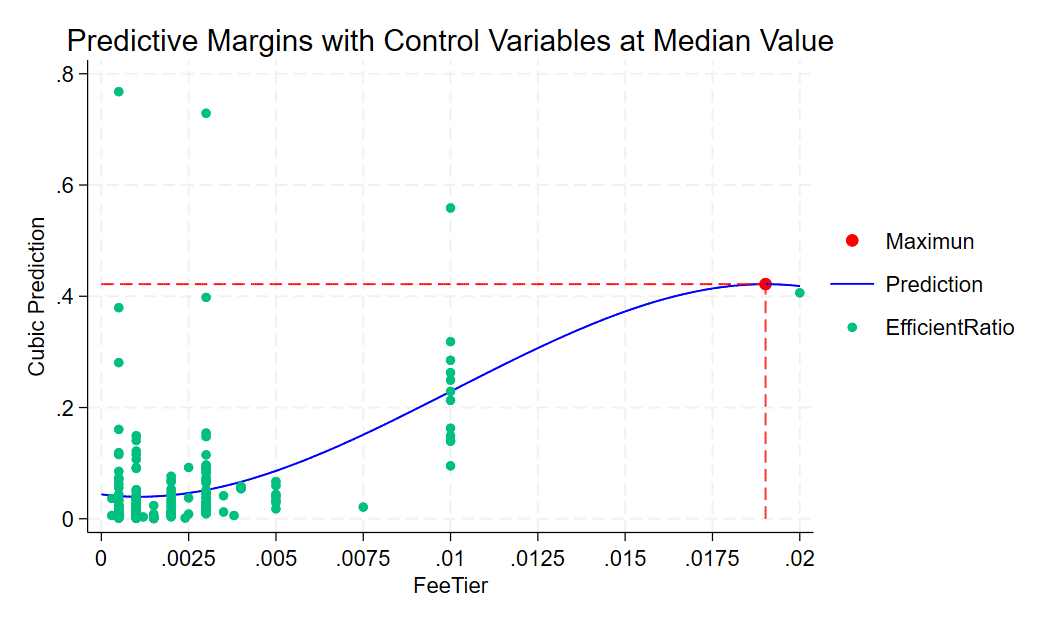 Predictive Margins with Control Variables at Median Value
.8
.6
.4
.2
0
Cubic Prediction
0 .0025 .005 .0075 .01 .0125 .015 .0175 .02
FeeTier
Maximun
Prediction
EfficientRatio